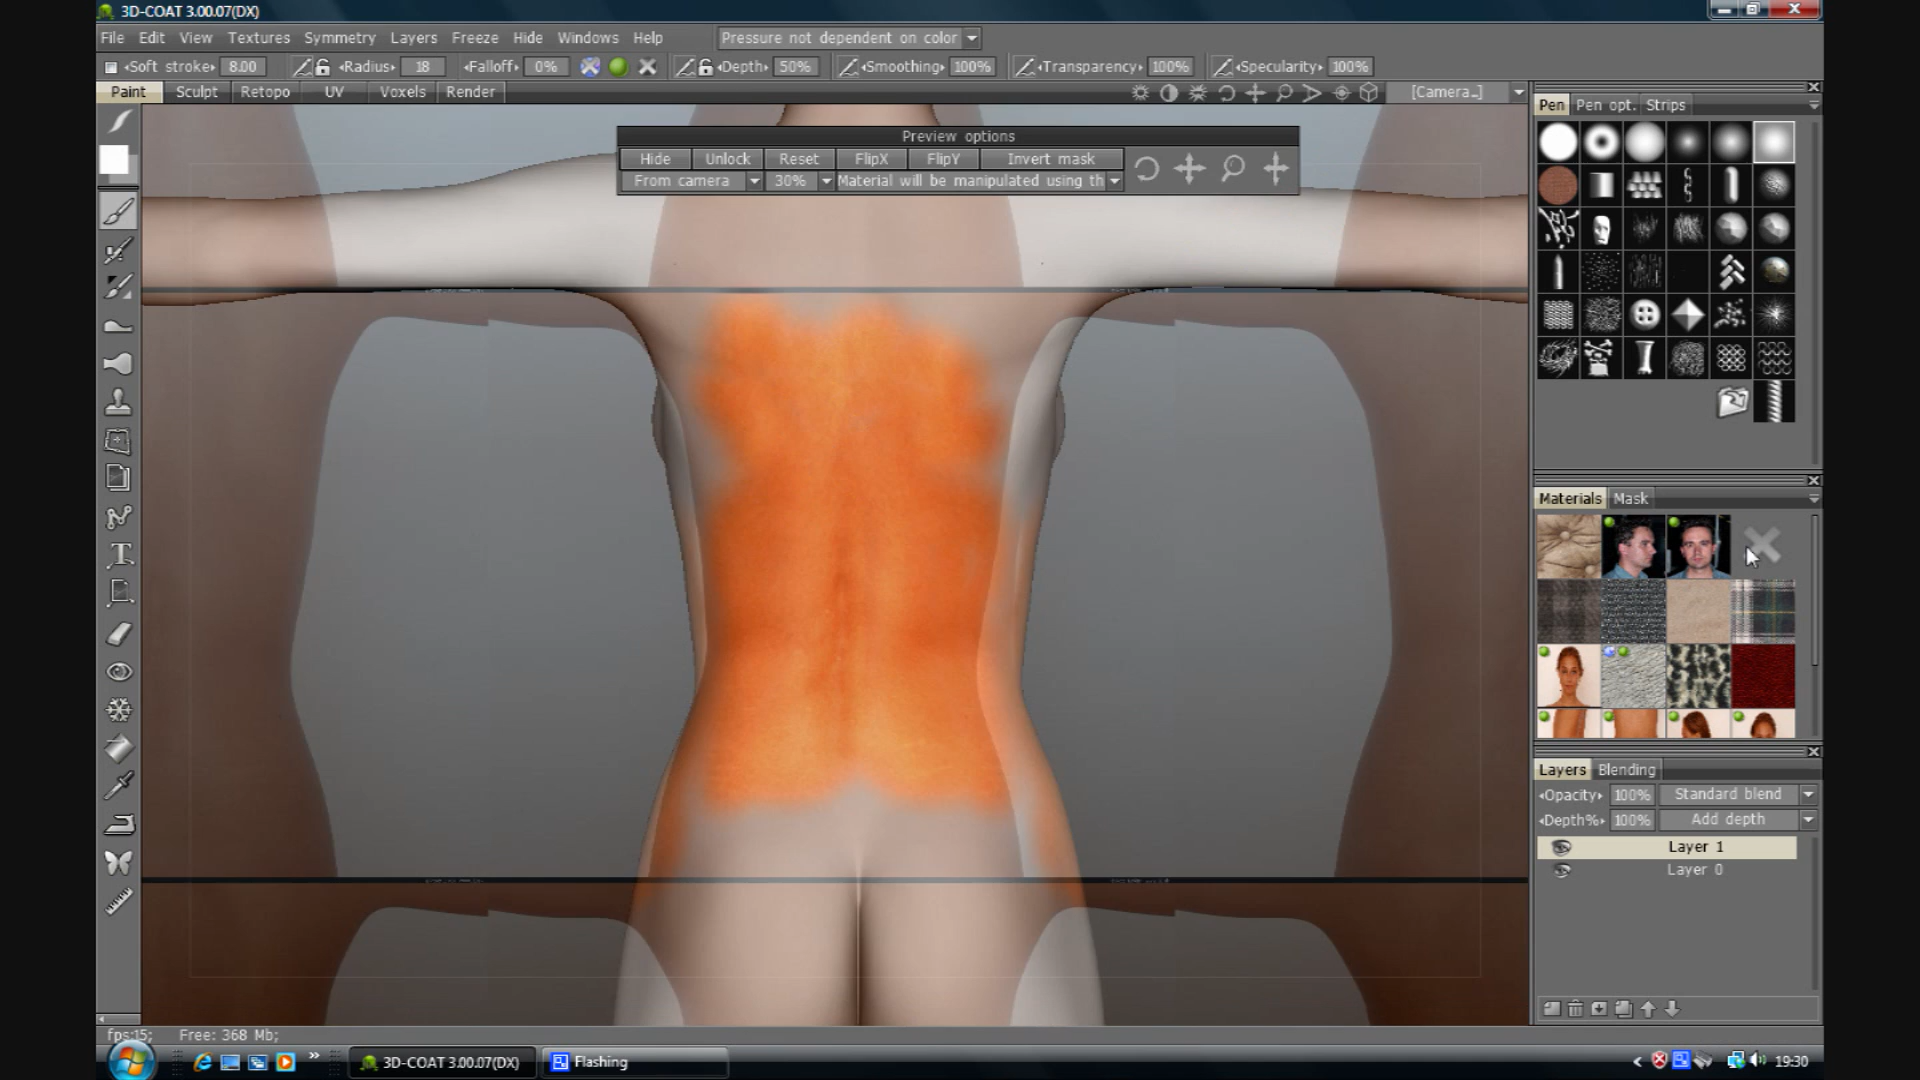 3D-COAT 3.00.07(DX)
File Edit View Textures Symmetry Layers Freeze Hide Windows Help Pressure not dependent on color
Soft stroke 8.00 Radius 18 Falloff 0% Depth 50% Smoothing 100% Transparency 100% Specularity 100%
Paint Sculpt Retopo UV Voxels Render [Camera_]
Pen Pen opt. Strips
Preview options
Hide Unlock Reset FlipX FlipY Invert mask
From camera 30% Material will be manipulated using th
Materials Mask
Layers Blending
Opacity 100% Standard blend
Depth% 100% Add depth
Layer 1
Layer 0
fps:15; Free: 368 Mb;
3D-COAT 3.00.07(DX) Flashing 19:30